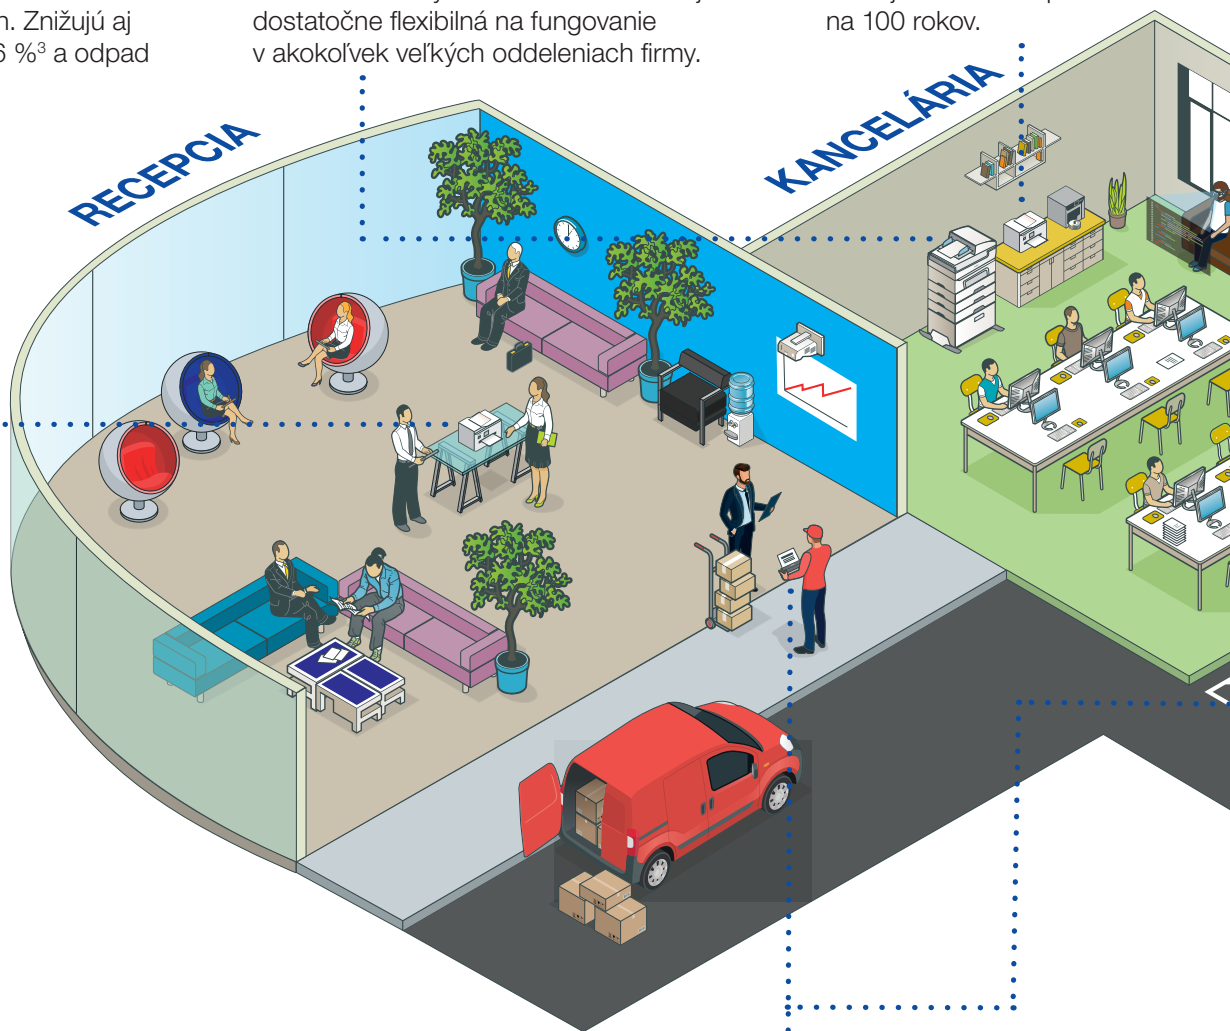 n. Znižujú aj
6 %³ a odpad
dostatočne flexibilná na fungovanie
v akokoľvek veľkých oddeleniach firmy.
na 100 rokov.
RECEPCIA
KANCELÁRIA